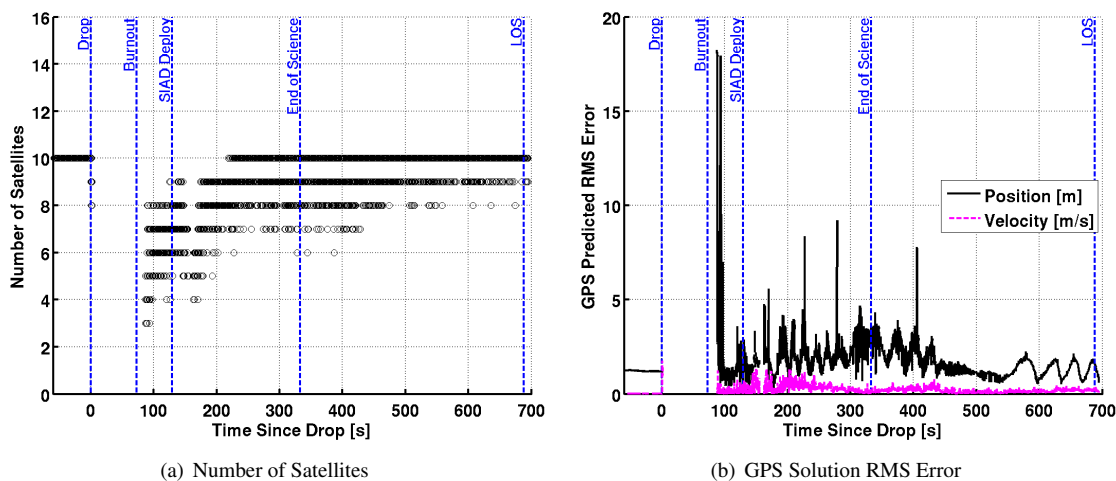 16
14
12
10
8
6
4
2
0
Number of Satellites
Drop
Burnout
SIAD Deploy
End of Science
LOS
0 100 200 300 400 500 600 700
Time Since Drop [s]
(a) Number of Satellites
20
15
10
5
0
GPS Predicted RMS Error
Drop
Burnout
SIAD Deploy
End of Science
LOS
Position [m]
Velocity [m/s]
0 100 200 300 400 500 600 700
Time Since Drop [s]
(b) GPS Solution RMS Error